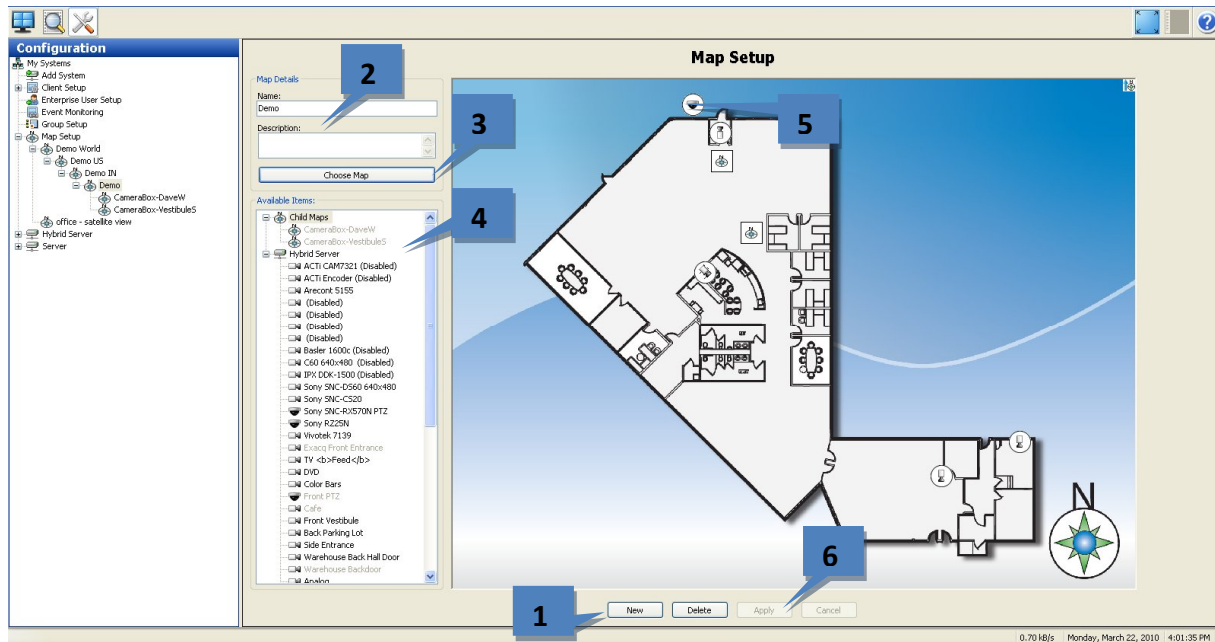 Configuration
My Systems
Add System
Client Setup
Enterprise User Setup
Event Monitoring
Group Setup
Map Setup
Demo World
Demo US
Demo IN
Demo
CameraBox-DaveW
CameraBox-VestibuleS
office - satellite view
Hybrid Server
Server
Map Setup
Map Details
2
Name:
Demo
Description:
3
Choose Map
Available Items:
4
Child Maps
CameraBox-DaveW
CameraBox-VestibuleS
Hybrid Server
ACTi CAM7321 (Disabled)
ACTi Encoder (Disabled)
Arecont 5155
(Disabled)
(Disabled)
(Disabled)
(Disabled)
Basler 1600c (Disabled)
C60 640x480 (Disabled)
IPX DDK-1500 (Disabled)
Sony SNC-DS60 640x480
Sony SNC-CS20
Sony SNC-RX570N PTZ
Sony RZ25N
Vivotek 7139
Exacq Front Entrance
TV <b>Feed</b>
DVD
Color Bars
Front PTZ
Cafe
Front Vestibule
Back Parking Lot
Side Entrance
Warehouse Back Hall Door
Warehouse Backdoor
Analog
5
N
6
1
New
Delete
Apply
Cancel
0.70 kB/s
Monday, March 22, 2010
4:01:35 PM